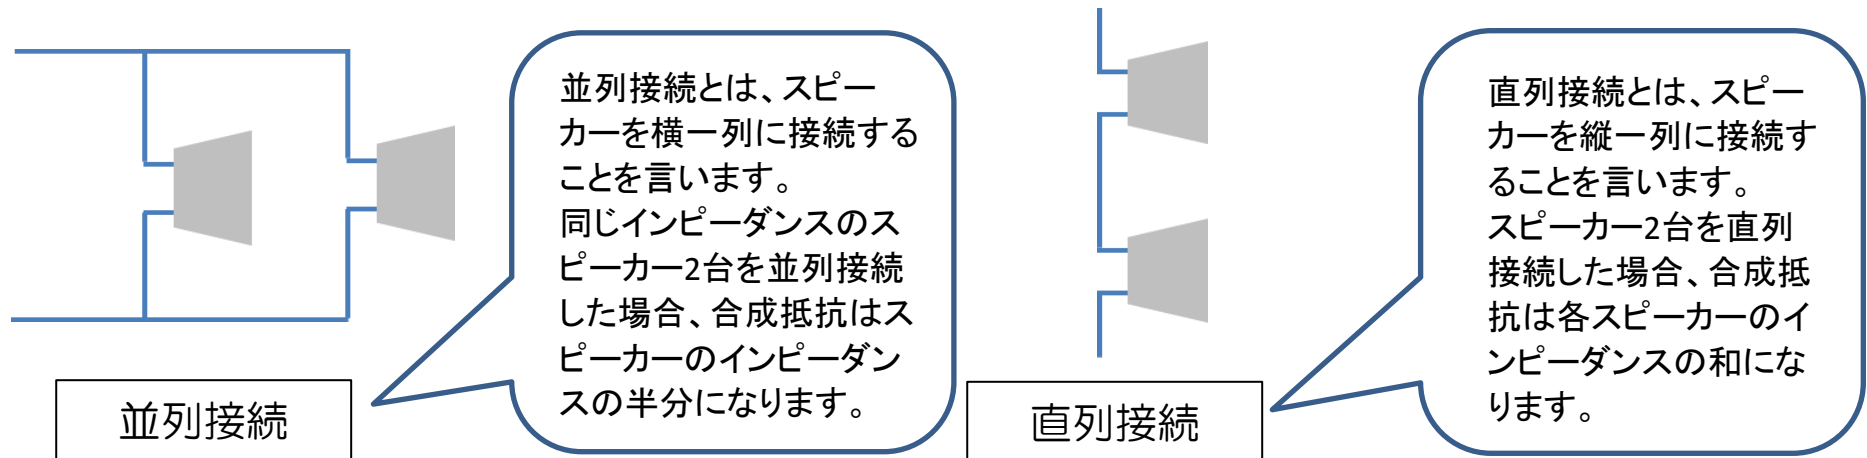 並列接続とは、スピー
カーを横一列に接続する
ことを言います。
同じインピーダンスのス
ピーカー2台を並列接続
した場合、合成抵抗はス
ピーカーのインピーダン
スの半分になります。
並列接続
直列接続とは、スピー
カーを縦一列に接続す
ることを言います。
スピーカー2台を直列
接続した場合、合成抵
抗は各スピーカーのイ
ンピーダンスの和にな
ります。
直列接続